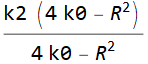 k2 (4 k0 – R²)
4 k0 – R²